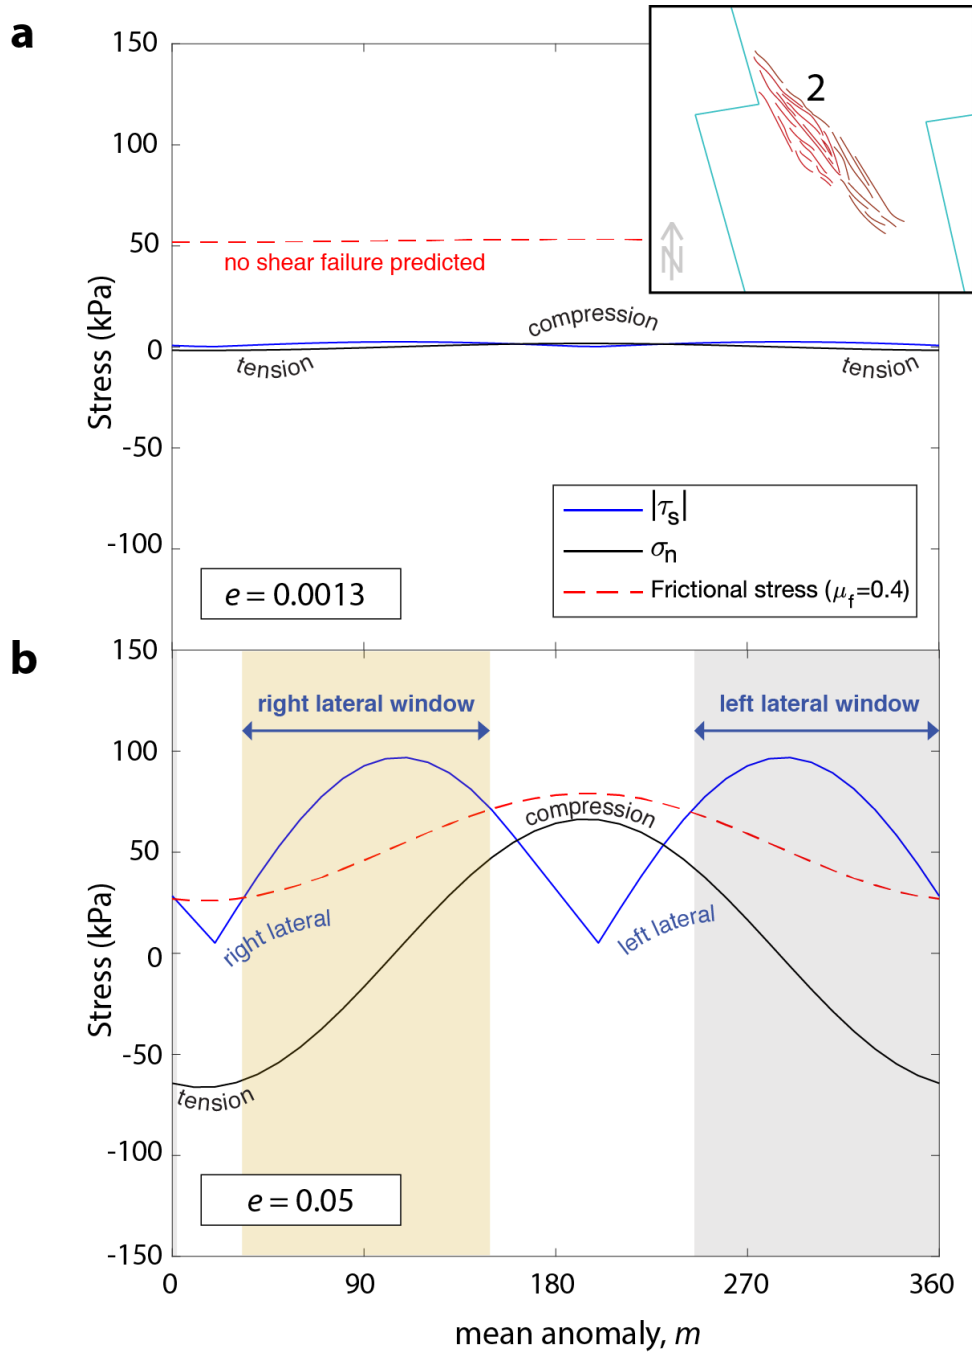 a
150
100
50
0
-50
-100
Stress (kPa)
no shear failure predicted
compression
tension
tension
2
N
|τs|
σn
Frictional stress (μf=0.4)
e = 0.0013
b
150
100
50
0
-50
-100
-150
Stress (kPa)
right lateral window
left lateral window
compression
right lateral
left lateral
tension
e = 0.05
0 90 180 270 360
mean anomaly, m